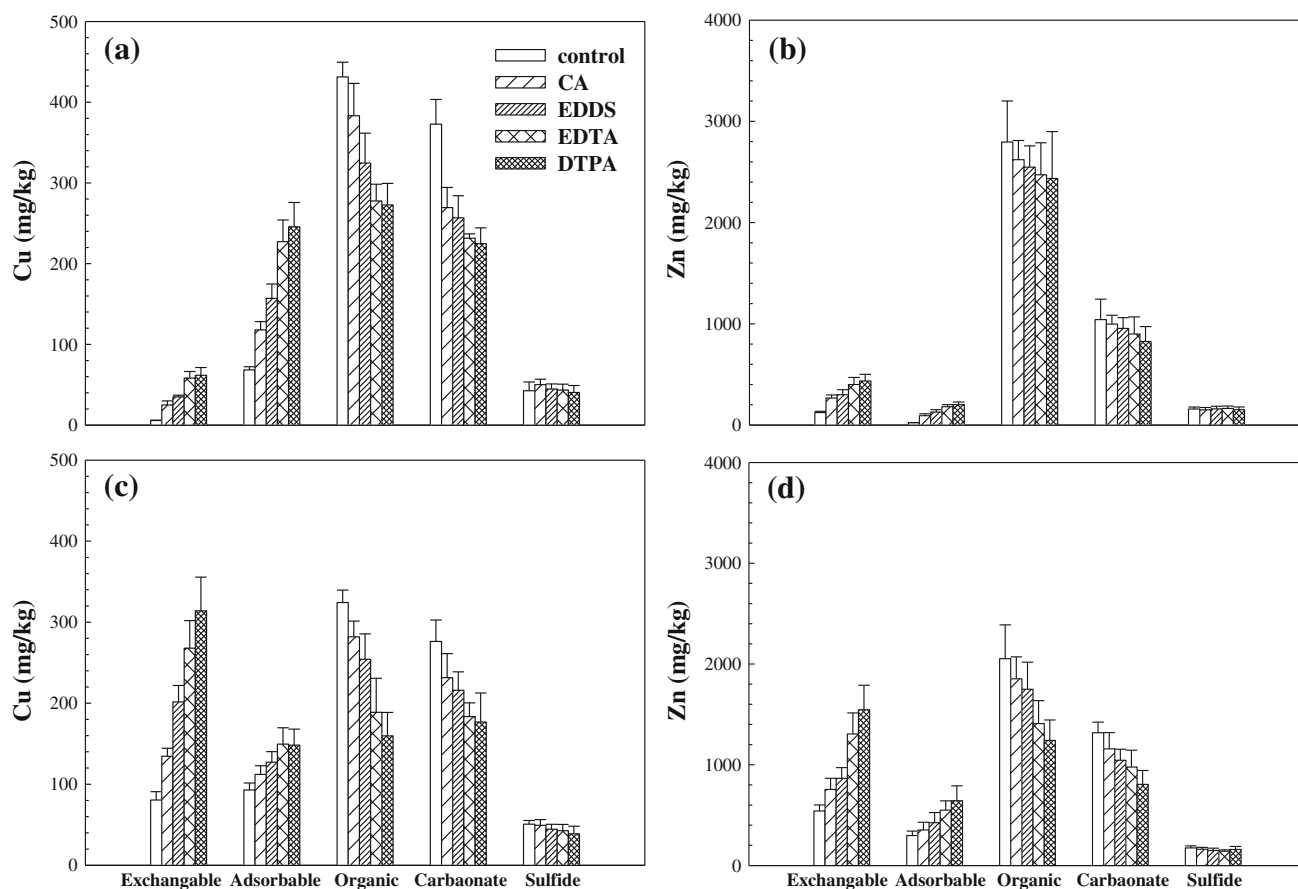 (a)
500
400
300
200
100
0
Cu (mg/kg)
control
CA
EDDS
EDTA
DTPA
(b)
4000
3000
2000
1000
0
Zn (mg/kg)
(c)
500
400
300
200
100
0
Cu (mg/kg)
Exchangable Adsorbable Organic Carbaonate Sulfide
(d)
4000
3000
2000
1000
0
Zn (mg/kg)
Exchangable Adsorbable Organic Carbaonate Sulfide